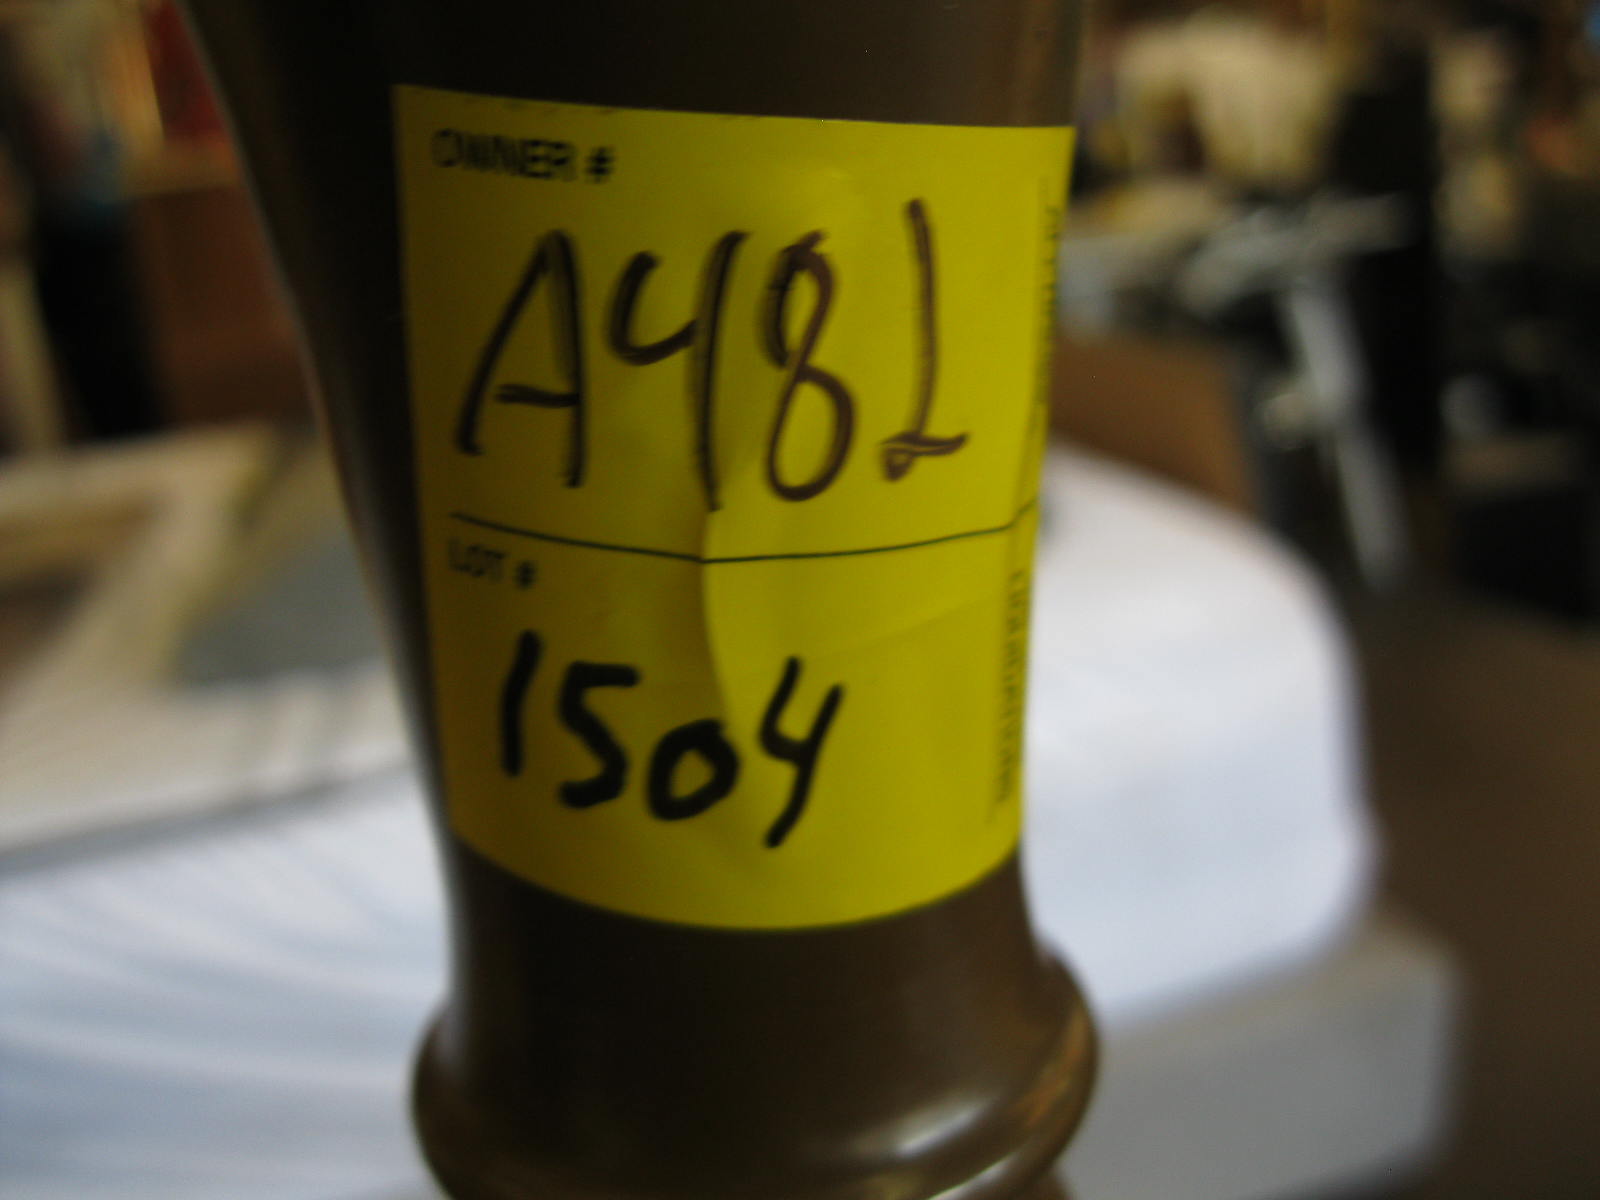 OWNER #
A482
LOT #
1504